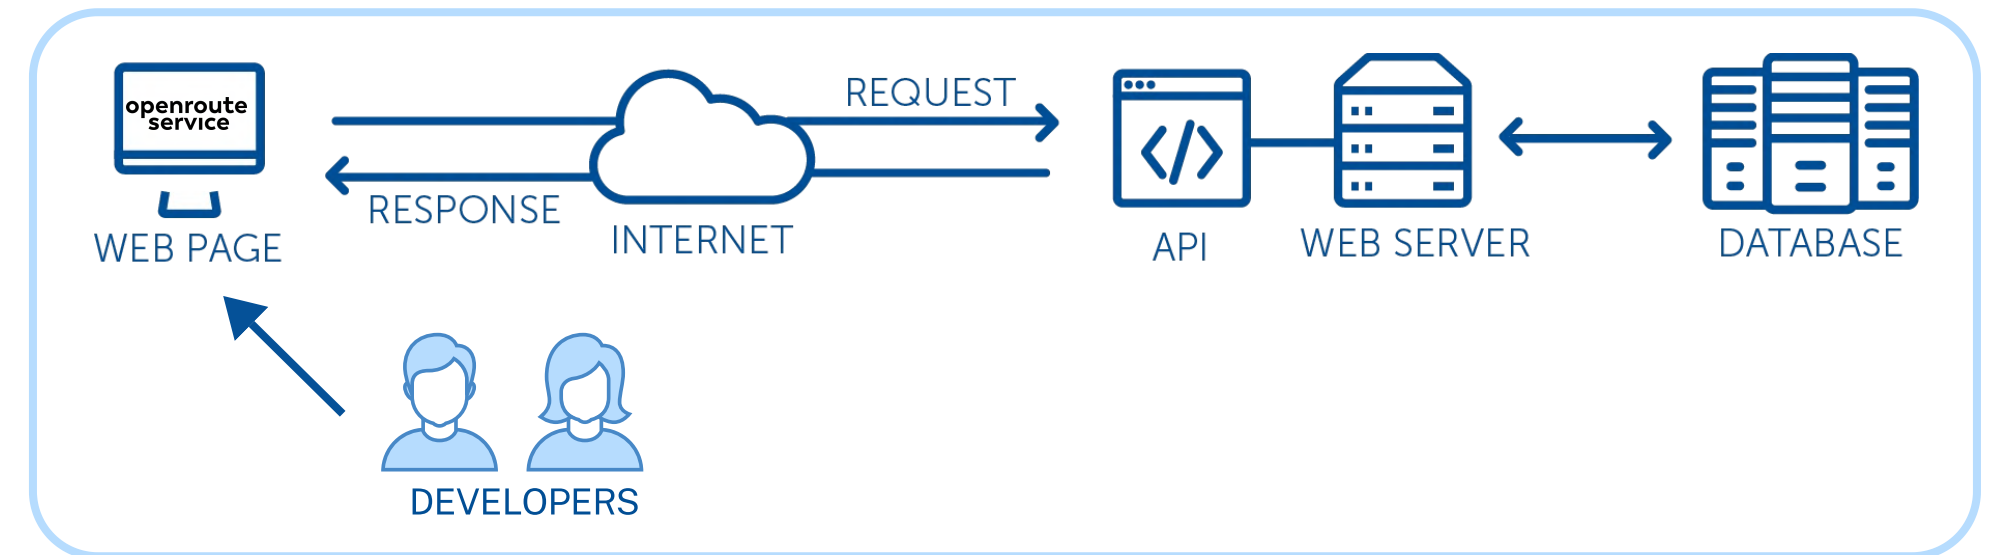 openroute
service
REQUEST
RESPONSE
WEB PAGE
INTERNET
API
WEB SERVER
DATABASE
DEVELOPERS